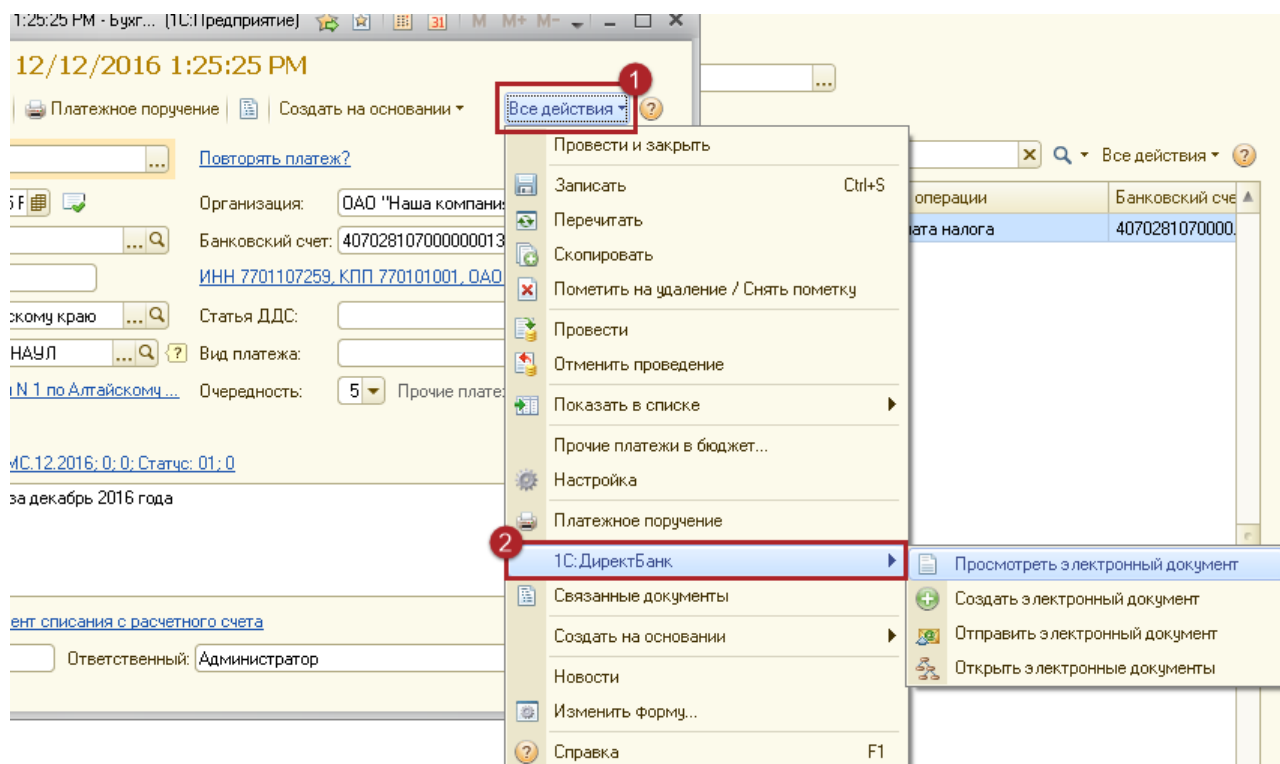 1:25:25 PM - Бухг... (1С:Предприятие) 31 M M+ M-
12/12/2016 1:25:25 PM
1
Платежное поручение Создать на основании Все действия ?
...
Провести и закрыть
Записать Ctrl+S
Перечитать
Скопировать
Пометить на удаление / Снять пометку
Провести
Отменить проведение
Показать в списке
Прочие платежи в бюджет...
Настройка
Платежное поручение
2
1С:ДиректБанк
Связанные документы
Создать на основании
Новости
Изменить форму...
Справка F1
Просмотреть электронный документ
Создать электронный документ
Отправить электронный документ
Открыть электронные документы
... Повторять платеж?
Организация: ОАО "Наша компания
... Банковский счет: 40702810700000013
ИНН 7701107259, КПП 770101001, ОАО
скому краю ... Статья ДДС:
НАУЛ ... ? Вид платежа:
N 1 по Алтайскому ... Очередность: 5 Прочие плате
МС.12.2016; 0; 0; Статус: 01; 0
за декабрь 2016 года
ент списания с расчетного счета
Ответственный: Администратор
Все действия ?
операции Банковский сче
лата налога 4070281070000.